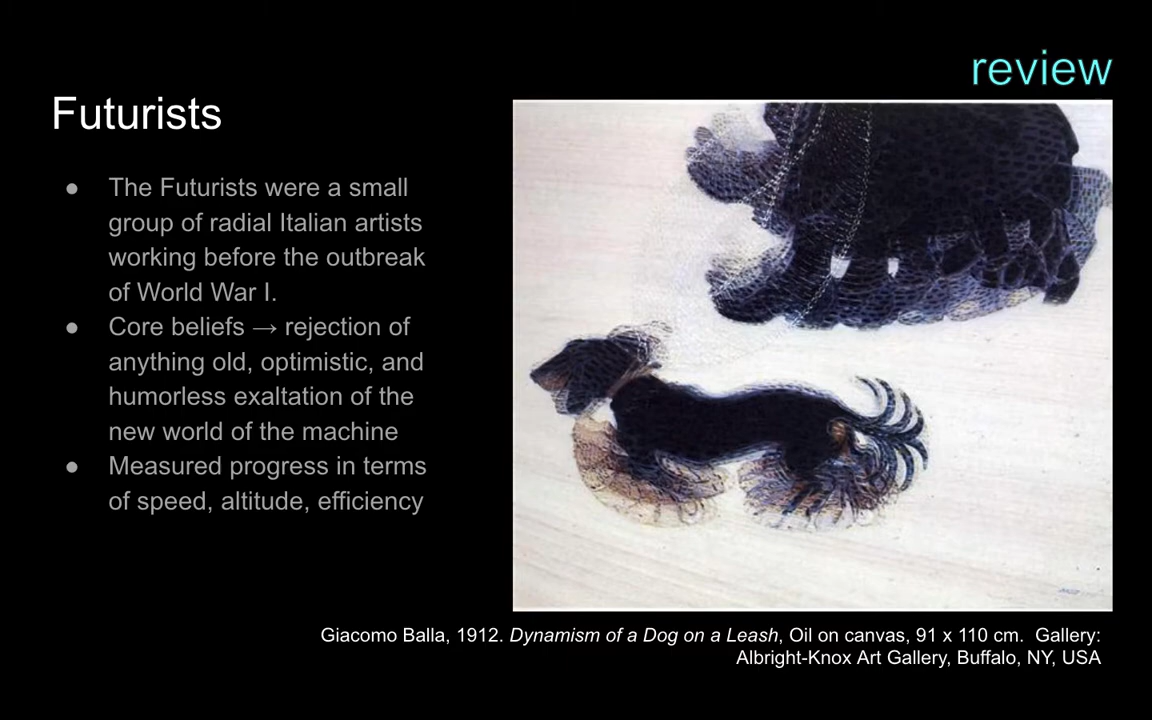 review
Futurists
● The Futurists were a small
group of radial Italian artists
working before the outbreak
of World War I.
● Core beliefs → rejection of
anything old, optimistic, and
humorless exaltation of the
new world of the machine
● Measured progress in terms
of speed, altitude, efficiency
Giacomo Balla, 1912. Dynamism of a Dog on a Leash, Oil on canvas, 91 x 110 cm.  Gallery:
Albright-Knox Art Gallery, Buffalo, NY, USA